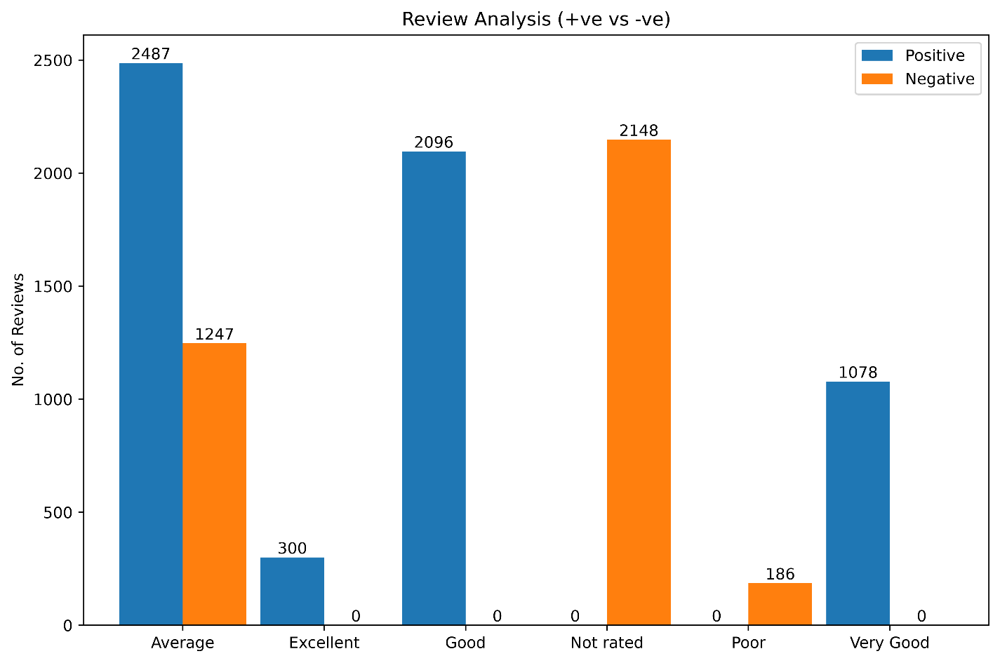 Review Analysis (+ve vs -ve)
Positive
Negative
No. of Reviews
2500
2000
1500
1000
500
0
2487
1247
300
0
2096
0
0
2148
0
186
1078
0
Average
Excellent
Good
Not rated
Poor
Very Good